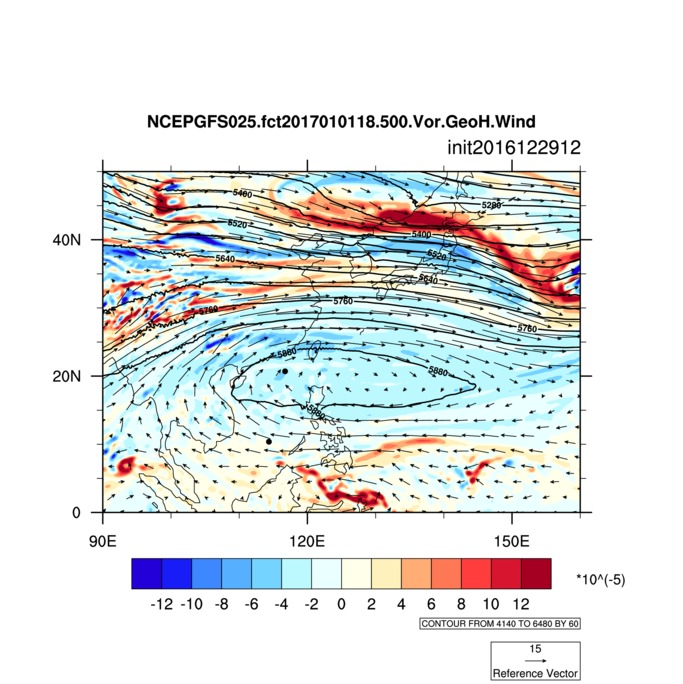 NCEPGFS025.fct2017010118.500.Vor.GeoH.Wind
init2016122912
5400
5280
5520
5400
40N
5520
5640
5640
5760
5760
5760
5880
20N
5880
5880
0
90E 120E 150E
-12 -10 -8 -6 -4 -2 0 2 4 6 8 10 12
*10^(-5)
CONTOUR FROM 4140 TO 6480 BY 60
15
Reference Vector